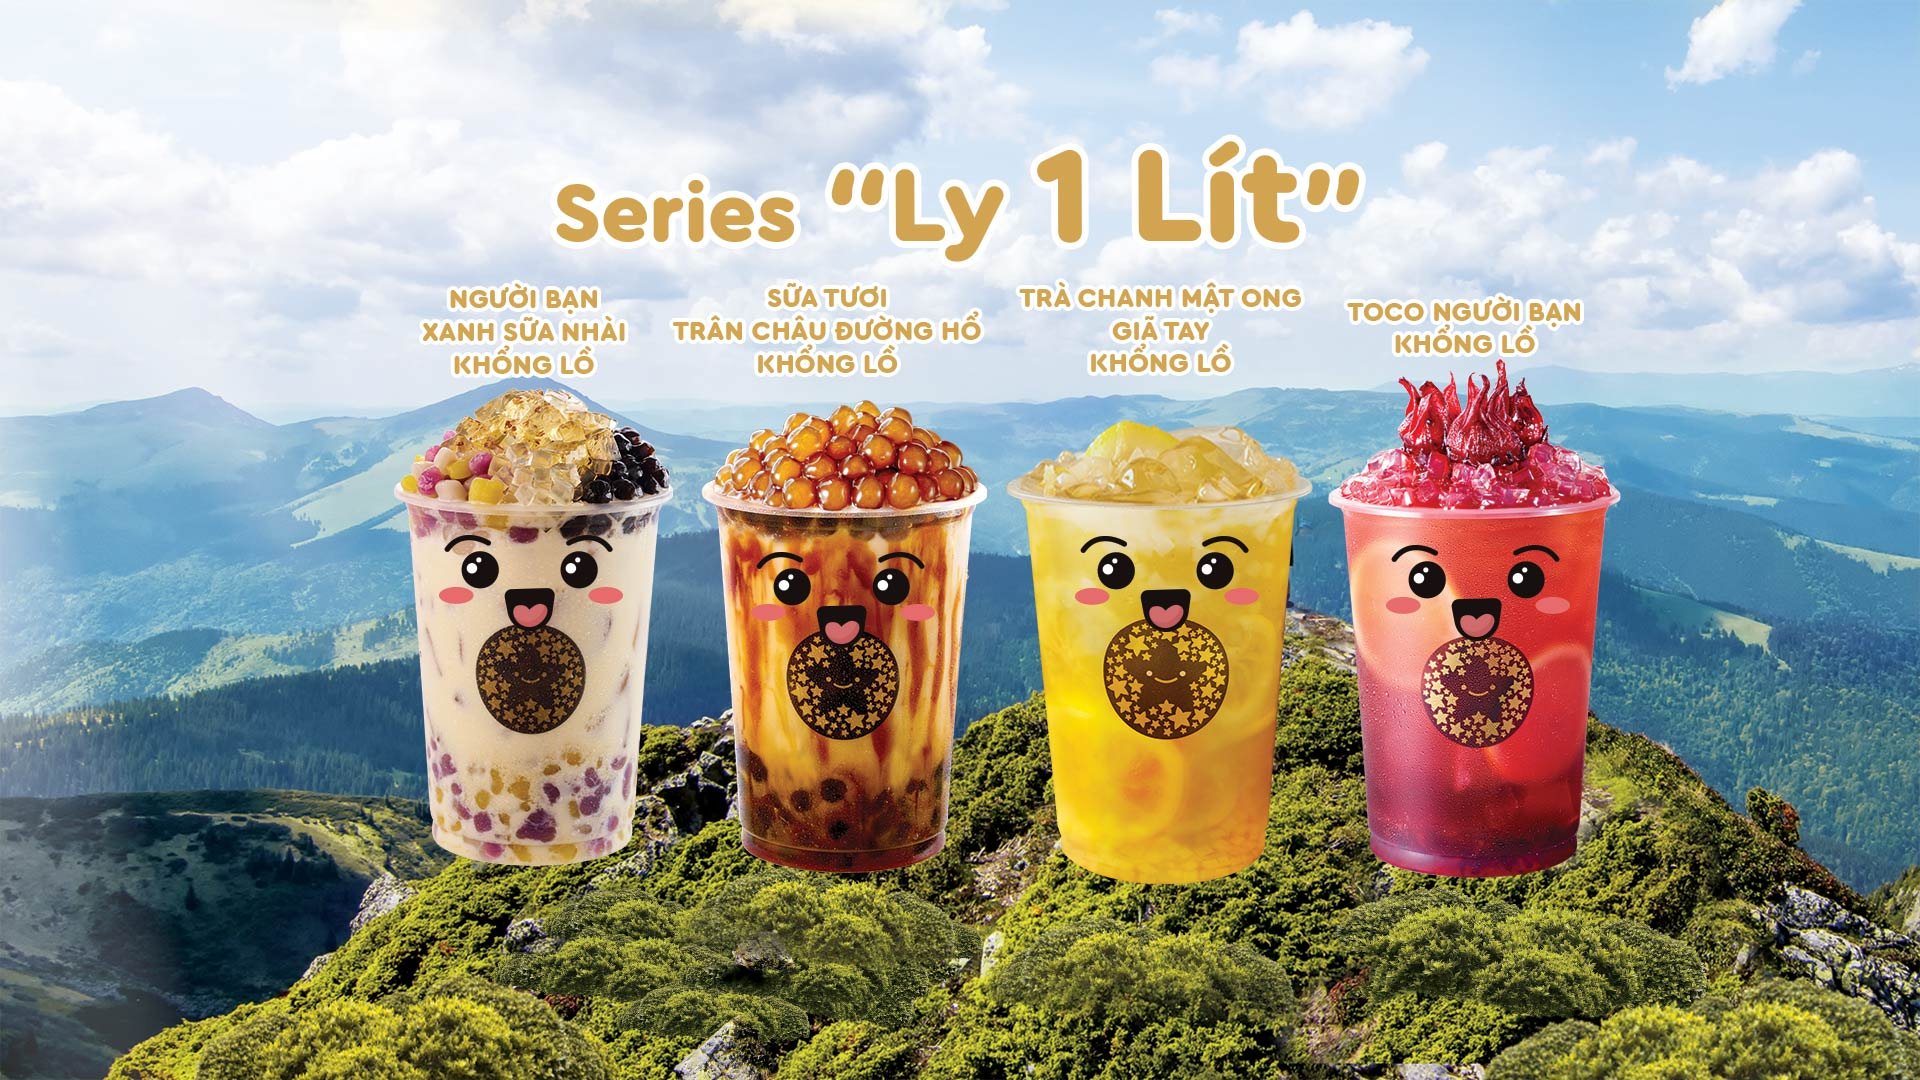 Series “Ly 1 Lít”
NGƯỜI BẠN
XANH SỮA NHÀI
KHỔNG LỒ
SỮA TƯƠI
TRÂN CHÂU ĐƯỜNG HỔ
KHỔNG LỒ
TRÀ CHANH MẬT ONG
GIÃ TAY
KHỔNG LỒ
TOCO NGƯỜI BẠN
KHỔNG LỒ